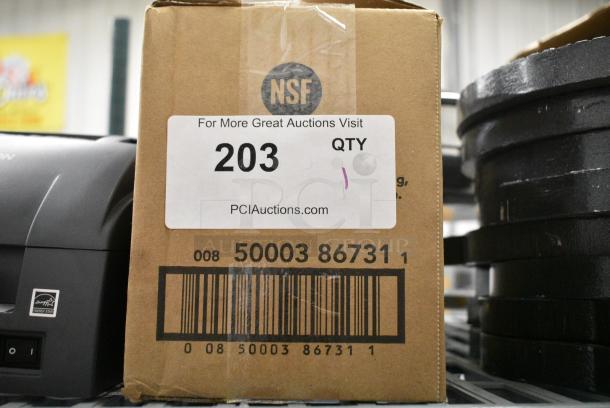 NSF
For More Great Auctions Visit
203
QTY
1
PCIAuctions.com
008 50003 86731 1
0 08 50003 86731 1